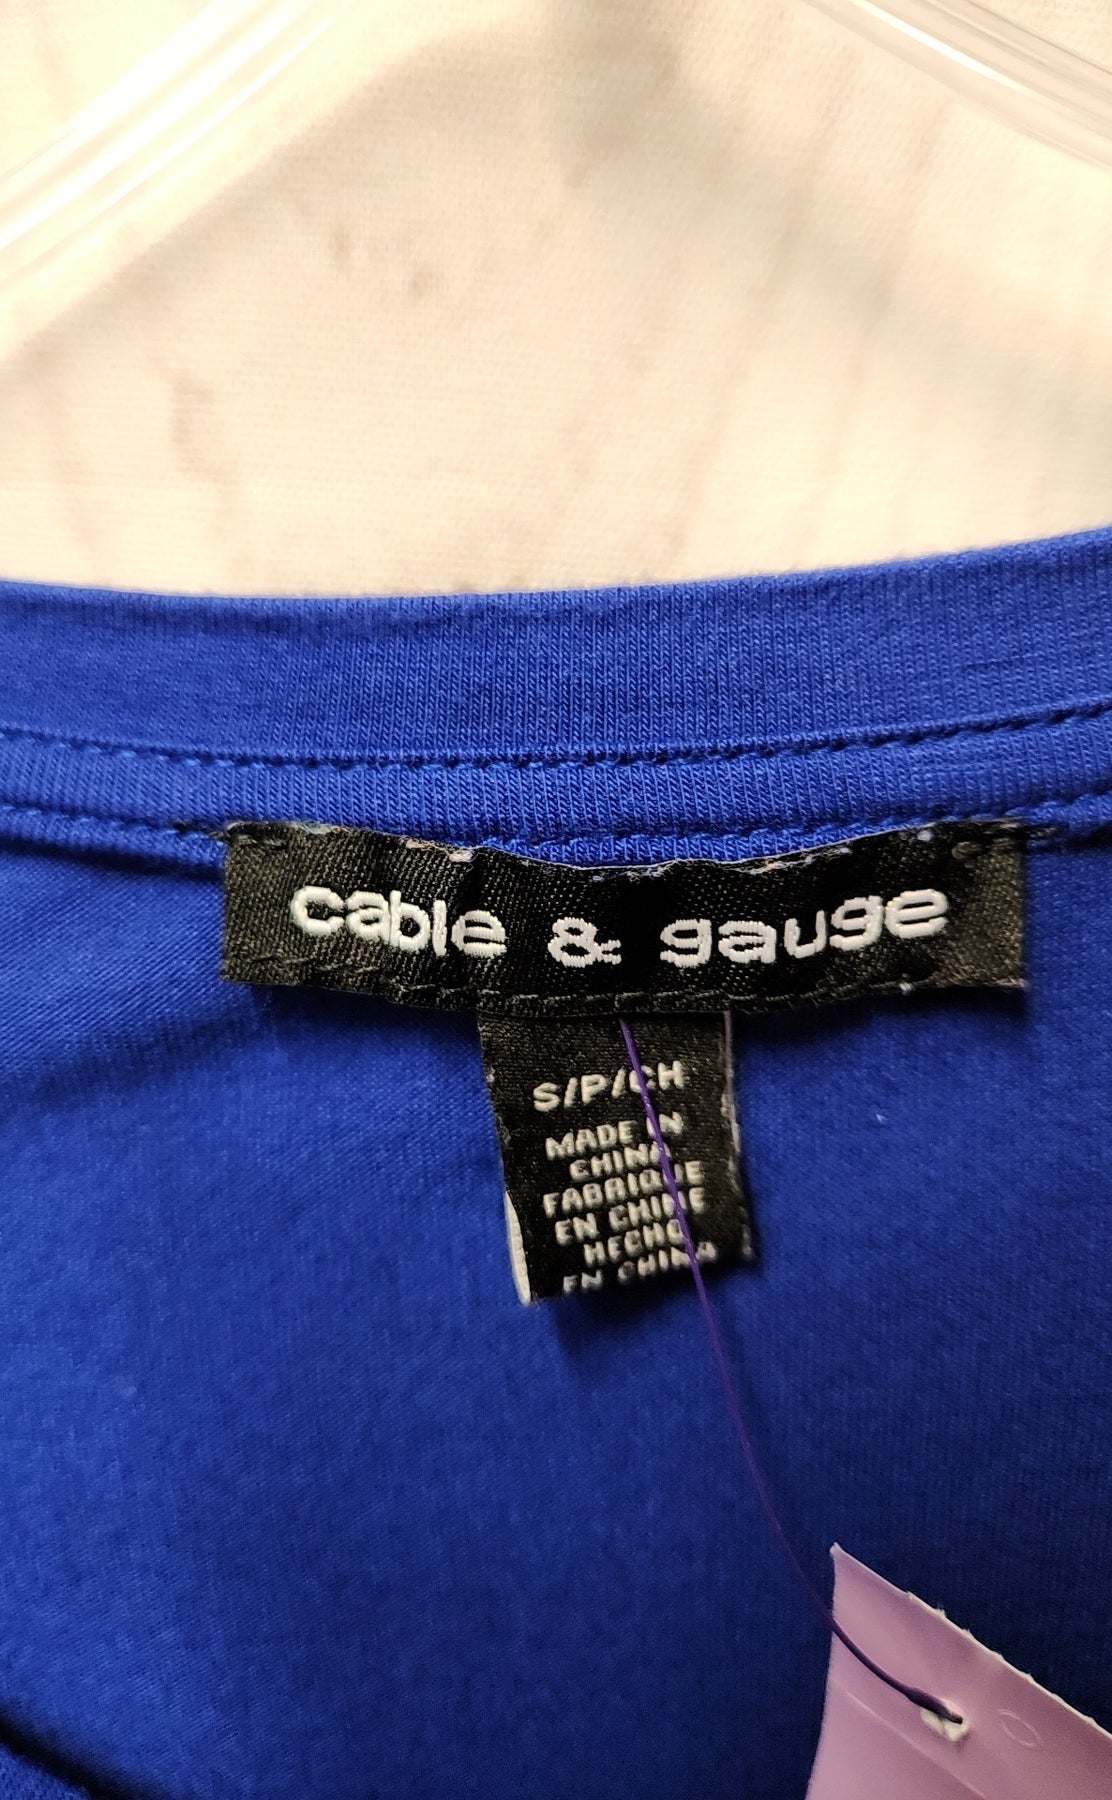 cable & gauge
S/P/CH
MADE IN
CHINA
FABRIQUE
EN CHINE
HECHO
EN CHINA